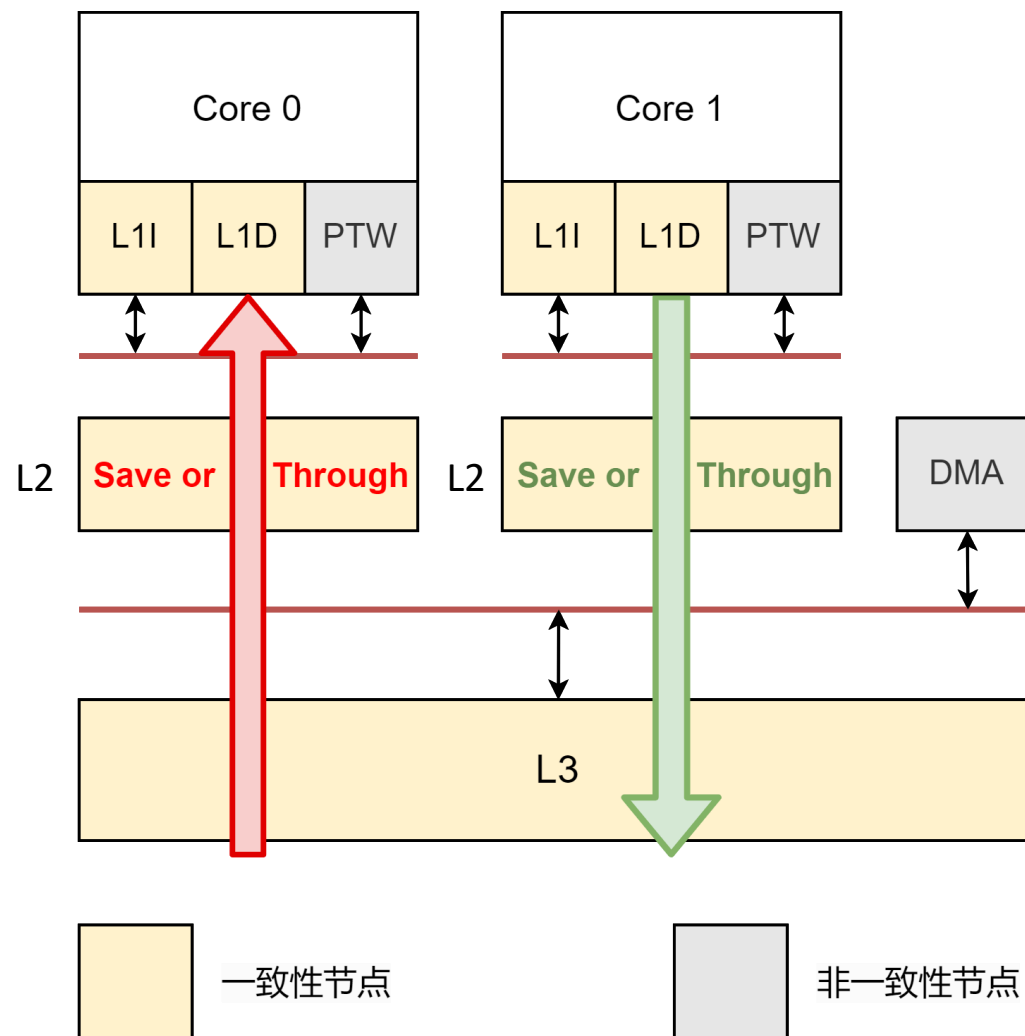 Core 0
Core 1
L1I
L1D
PTW
L1I
L1D
PTW
L2
Save or
Through
L2
Save or
Through
DMA
L3
一致性节点
非一致性节点